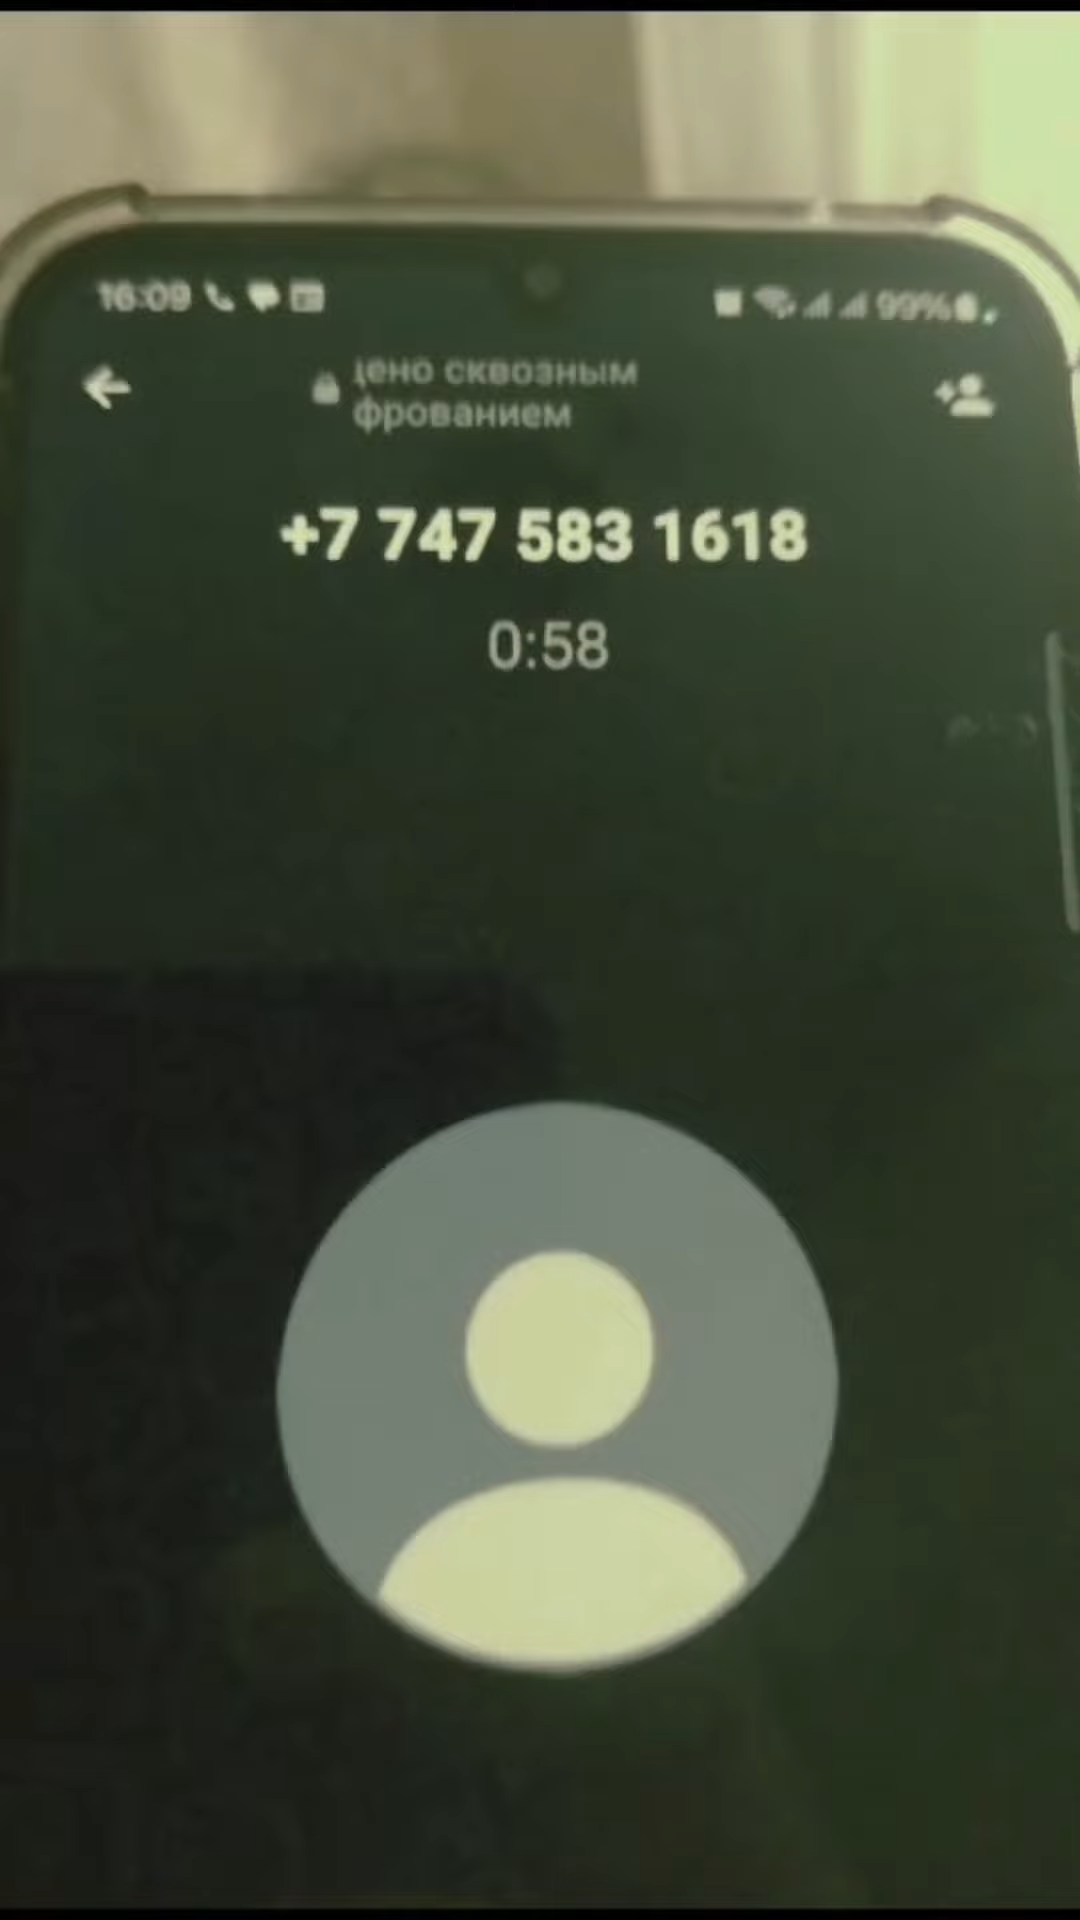 16:09 99%
цено сквозным
фрованием
+7 747 583 1618
0:58